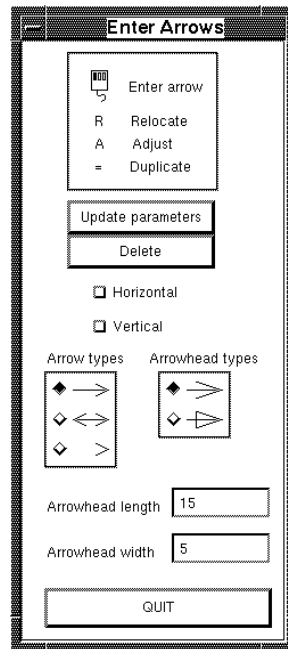 Enter Arrows
Enter arrow
R Relocate
A Adjust
= Duplicate
Update parameters
Delete
Horizontal
Vertical
Arrow types Arrowhead types
Arrowhead length 15
Arrowhead width 5
QUIT